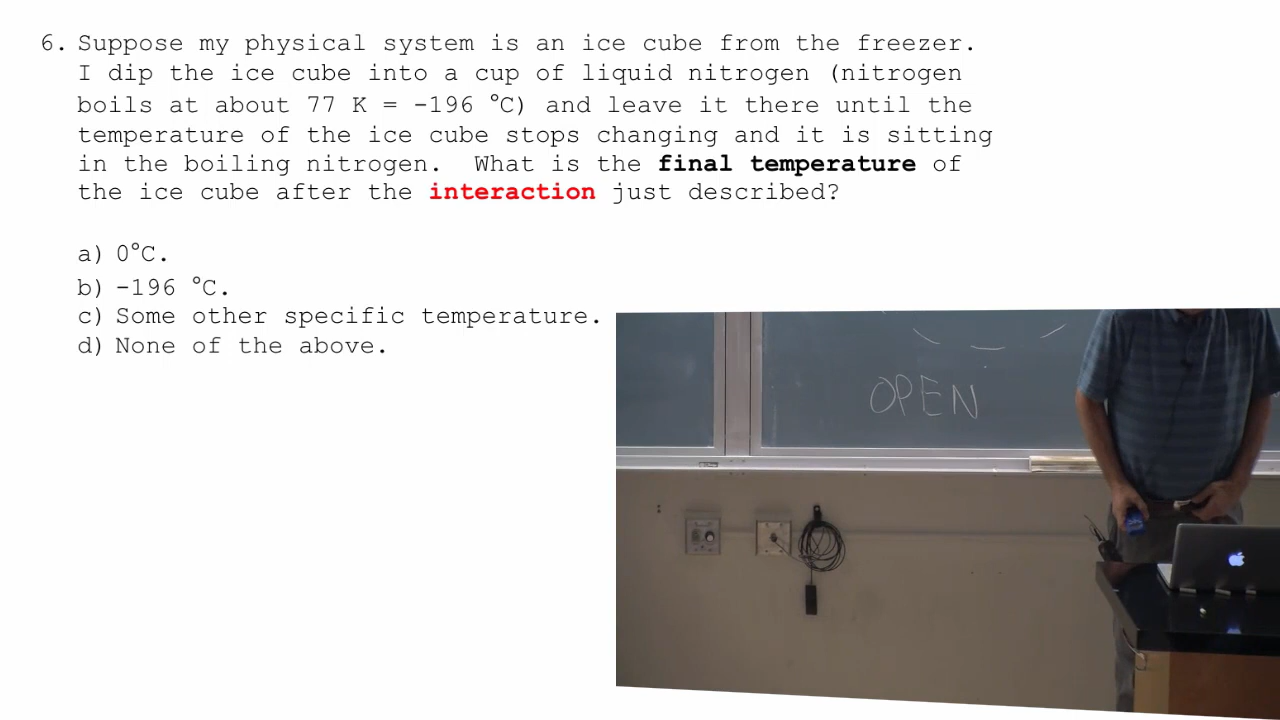 6. Suppose my physical system is an ice cube from the freezer.
I dip the ice cube into a cup of liquid nitrogen (nitrogen
boils at about 77 K = -196 °C) and leave it there until the
temperature of the ice cube stops changing and it is sitting
in the boiling nitrogen. What is the final temperature of
the ice cube after the interaction just described?
a) 0°C.
b) -196 °C.
c) Some other specific temperature.
d) None of the above.
OPEN